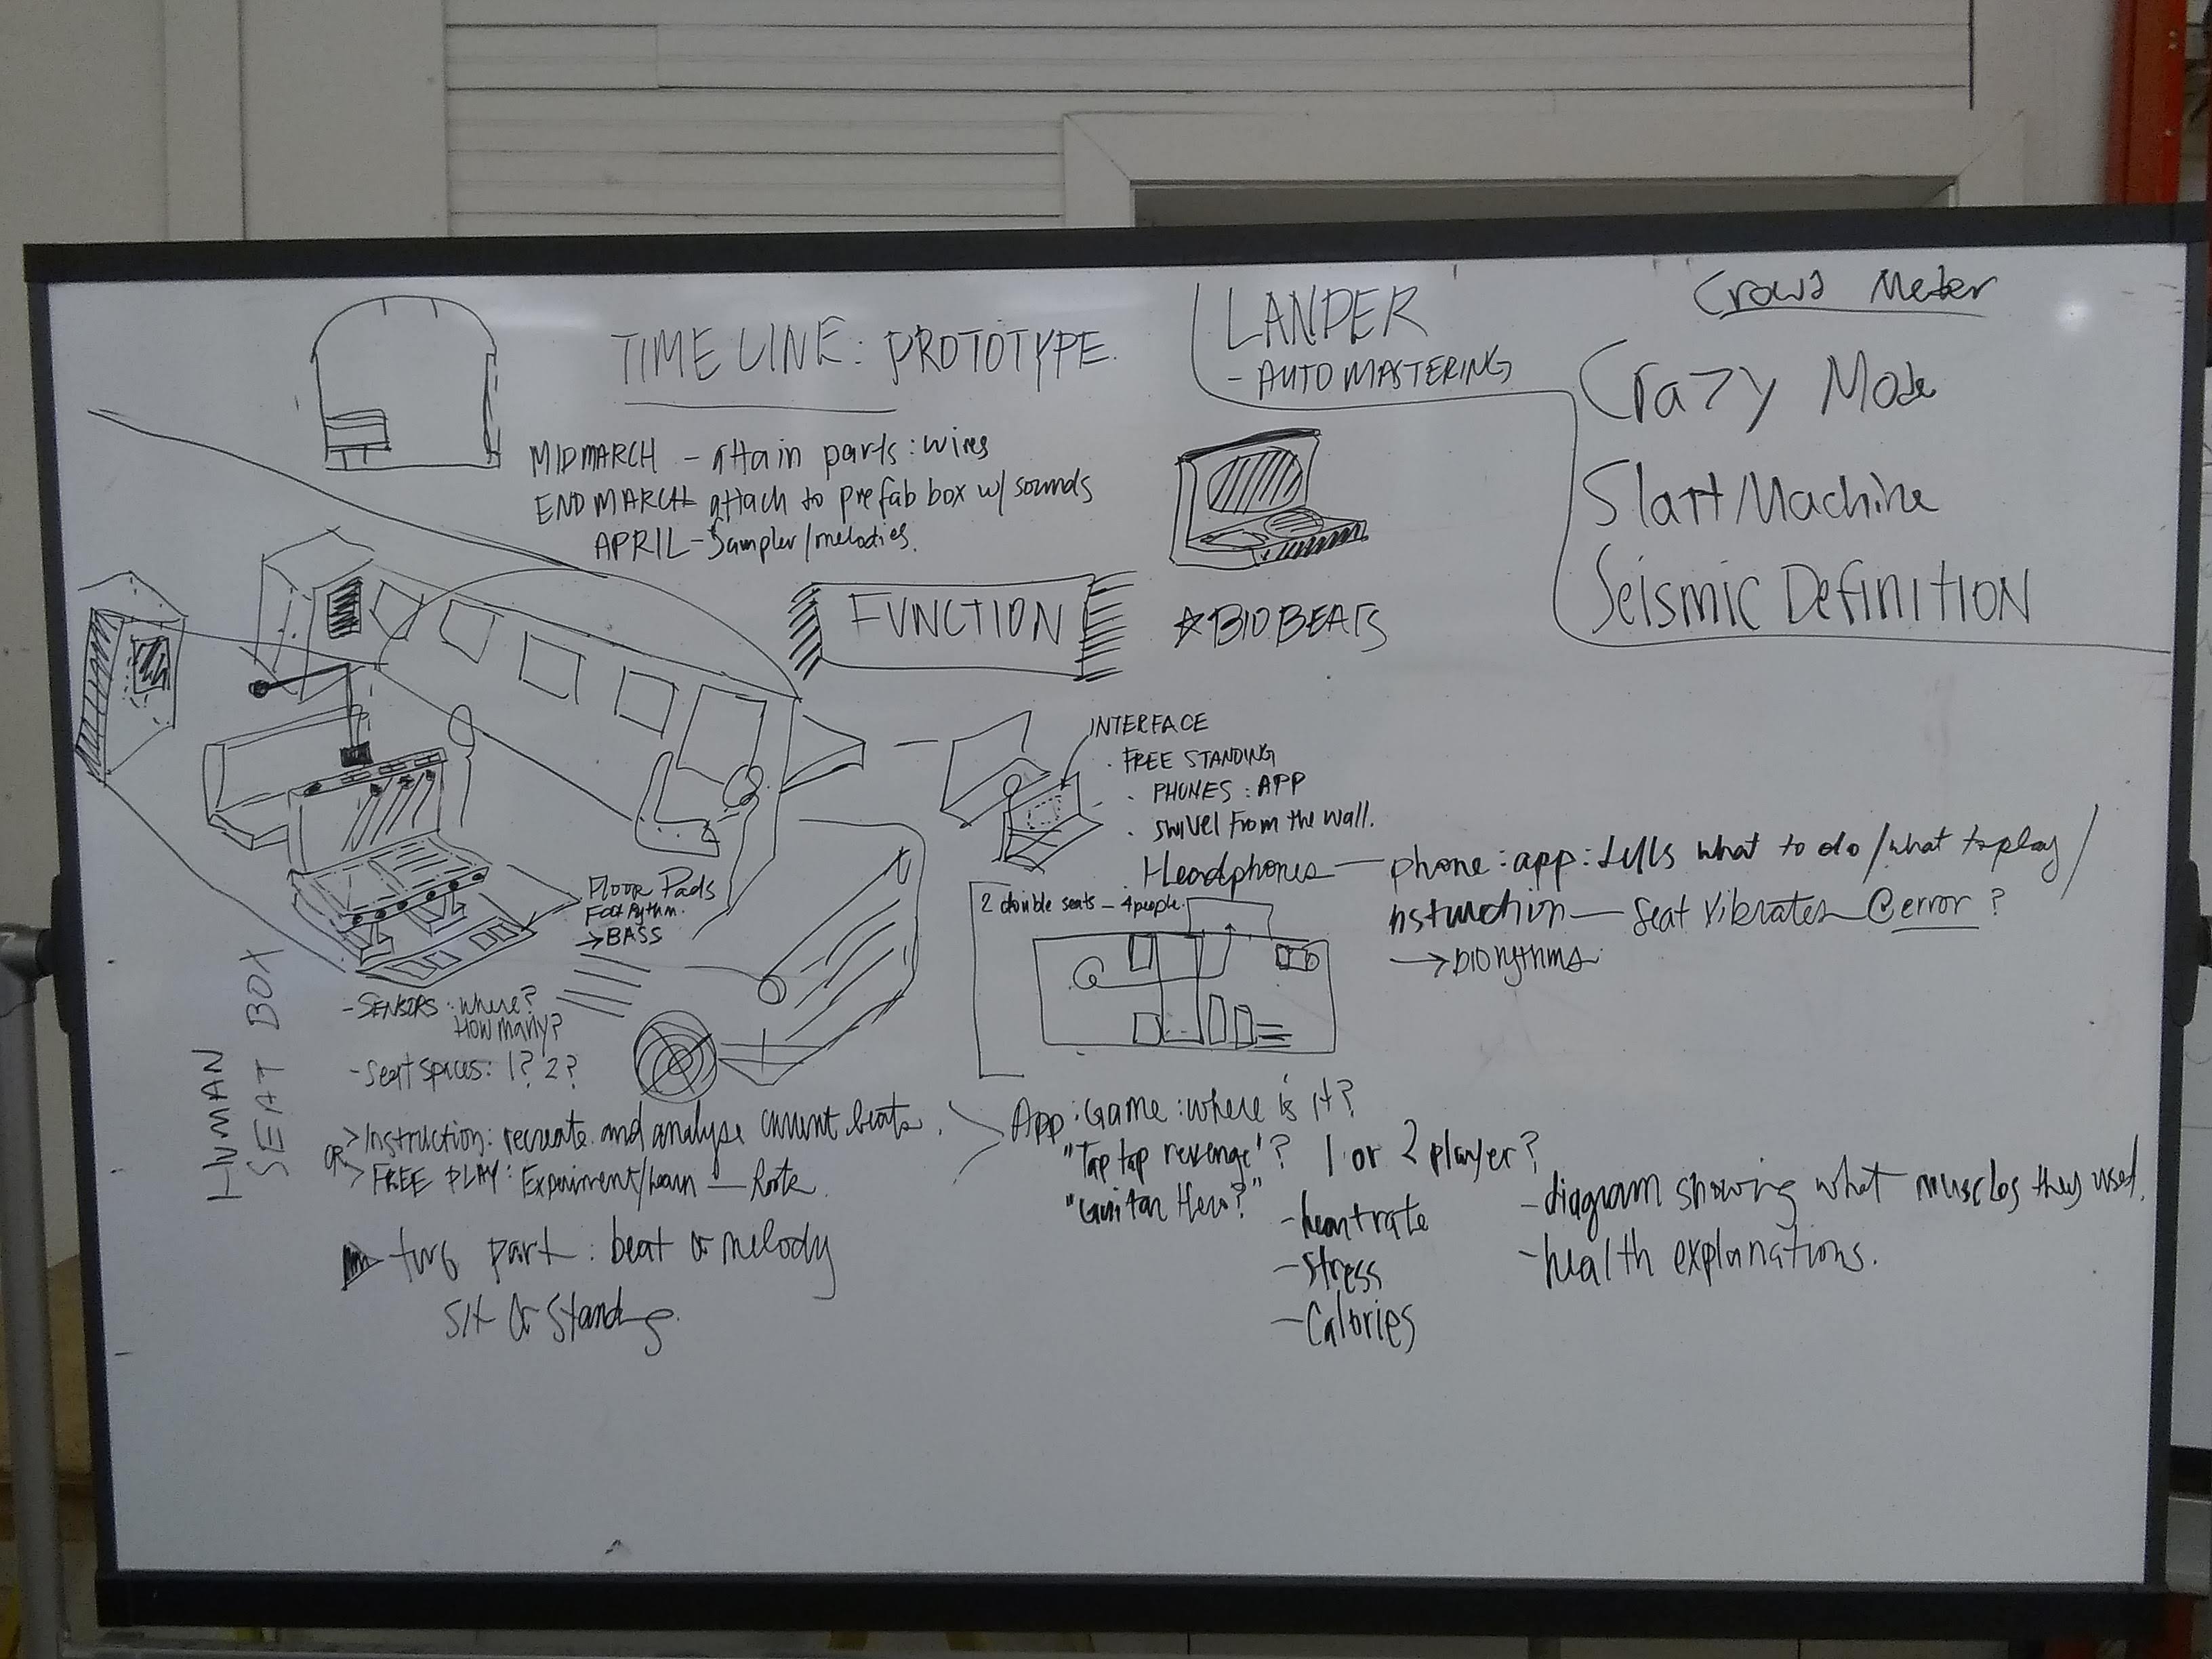 TIME LINE: PROTOTYPE.
MIDMARCH - attain parts: wires
END MARCH- attach to prefab box w/ sounds
APRIL - Sampler/melodies.
LANDER
- AUTO MASTERING
Crowd Meter
Crazy Mode
Slatt Machine
Seismic Definition
FUNCTION
☆BIO BEATS
INTERFACE
. FREE STANDING
. PHONES: APP
. SWIVEL From the wall.
. Headphones — phone: app: tells what to do/what to play/
instruction — seat vibrates @ error?
→ biorythms.
2 double seats - 4 people.
FLOOR Pads
Foot Rythm.
→ BASS
HUMAN
SEAT BOX
- SENSORS: where?
How many?
- Seat spaces: 1? 2?
> Instruction: recreate and analyse current beats.
OR
> FREE PLAY: Experiment/Learn —
two part: beat or melody
sit or standing.
App: Game: where is it?
"Tap tap revenge"? 1 or 2 player?
"Guitar Hero?"
- heartrate
- Stress
- Calories
- diagram showing what muscles they used.
- health explanations.